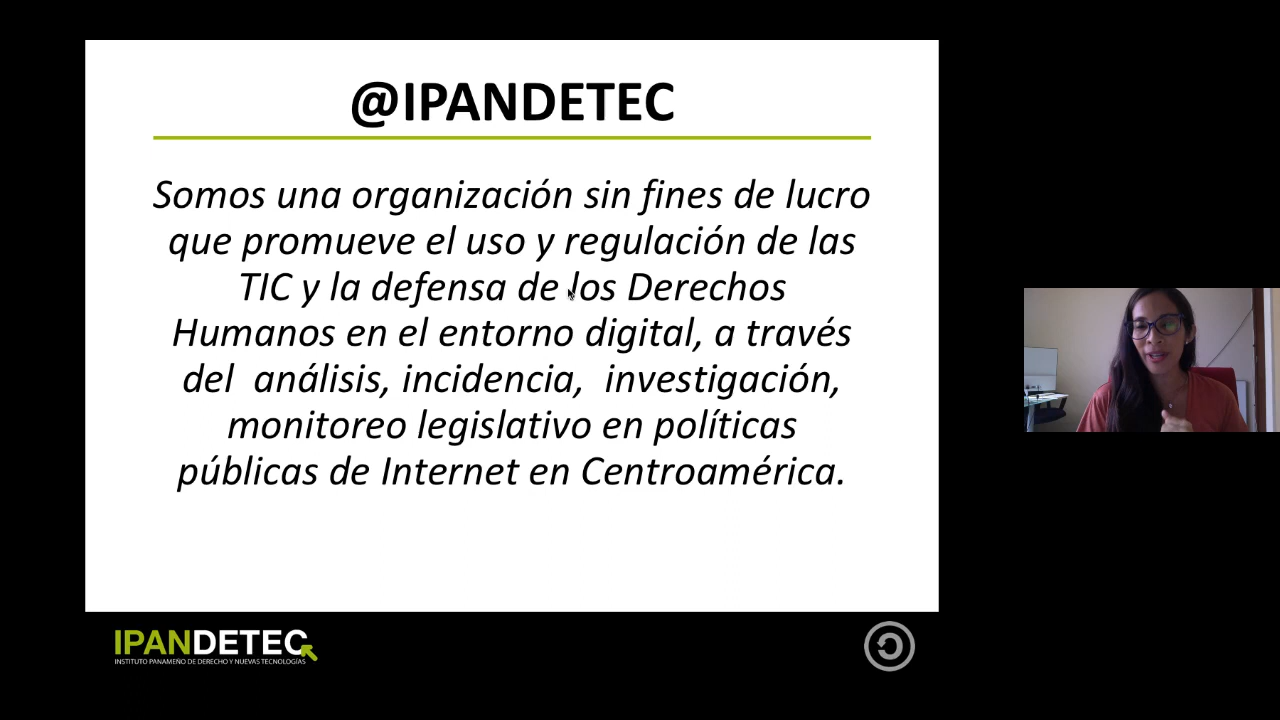 @IPANDETEC
Somos una organización sin fines de lucro
que promueve el uso y regulación de las
TIC y la defensa de los Derechos
Humanos en el entorno digital, a través
del  análisis, incidencia,  investigación,
monitoreo legislativo en políticas
públicas de Internet en Centroamérica.
IPANDETEC
INSTITUTO PANAMEÑO DE DERECHO Y NUEVAS TECNOLOGÍAS